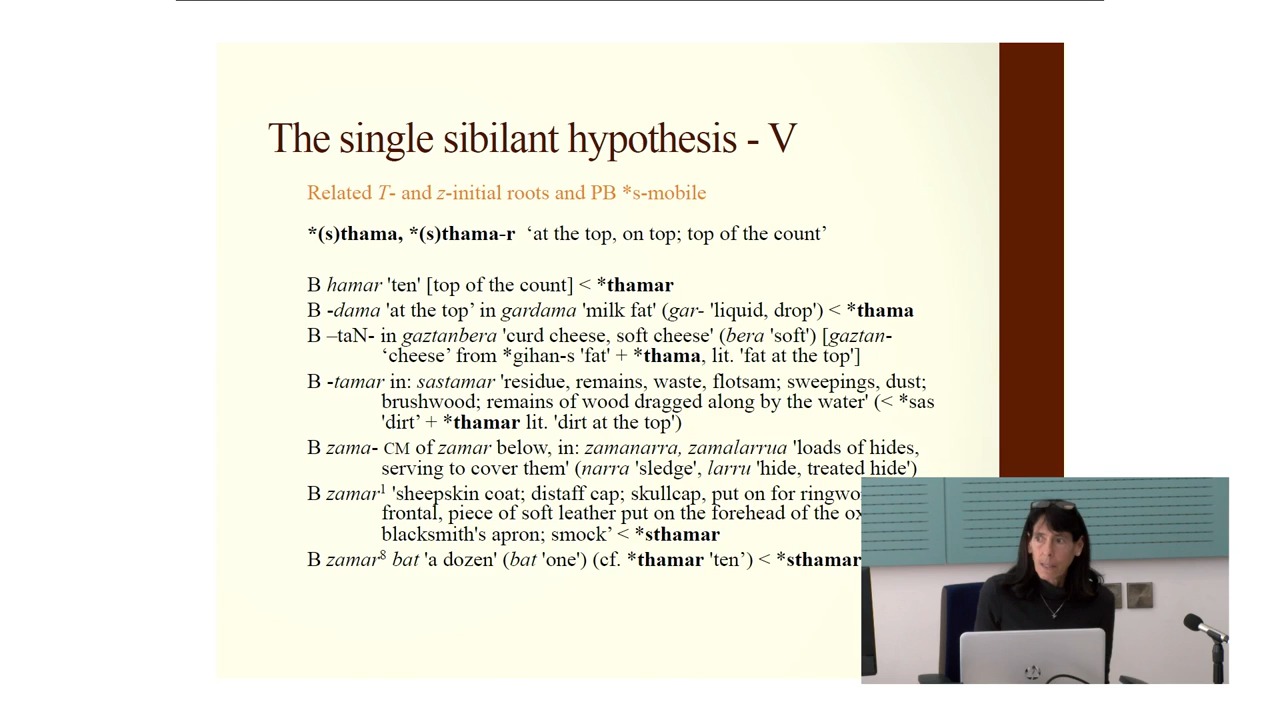 The single sibilant hypothesis - V
Related T- and z-initial roots and PB *s-mobile
*(s)thama, *(s)thama-r ‘at the top, on top; top of the count’
B hamar 'ten' [top of the count] < *thamar
B -dama 'at the top’ in gardama 'milk fat' (gar- 'liquid, drop') < *thama
B –taN- in gaztanbera 'curd cheese, soft cheese' (bera 'soft') [gaztan-
‘cheese’ from *gihan-s 'fat' + *thama, lit. 'fat at the top']
B -tamar in: sastamar 'residue, remains, waste, flotsam; sweepings, dust;
brushwood; remains of wood dragged along by the water' (< *sas
'dirt’ + *thamar lit. 'dirt at the top')
B zama- CM of zamar below, in: zamanarra, zamalarrua 'loads of hides,
serving to cover them' (narra 'sledge', larru 'hide, treated hide')
B zamar¹ 'sheepskin coat; distaff cap; skullcap, put on for
frontal, piece of soft leather put on the forehead of the
blacksmith's apron; smock’ < *sthamar
B zamar⁸ bat 'a dozen' (bat 'one') (cf. *thamar 'ten’) < *sthamar